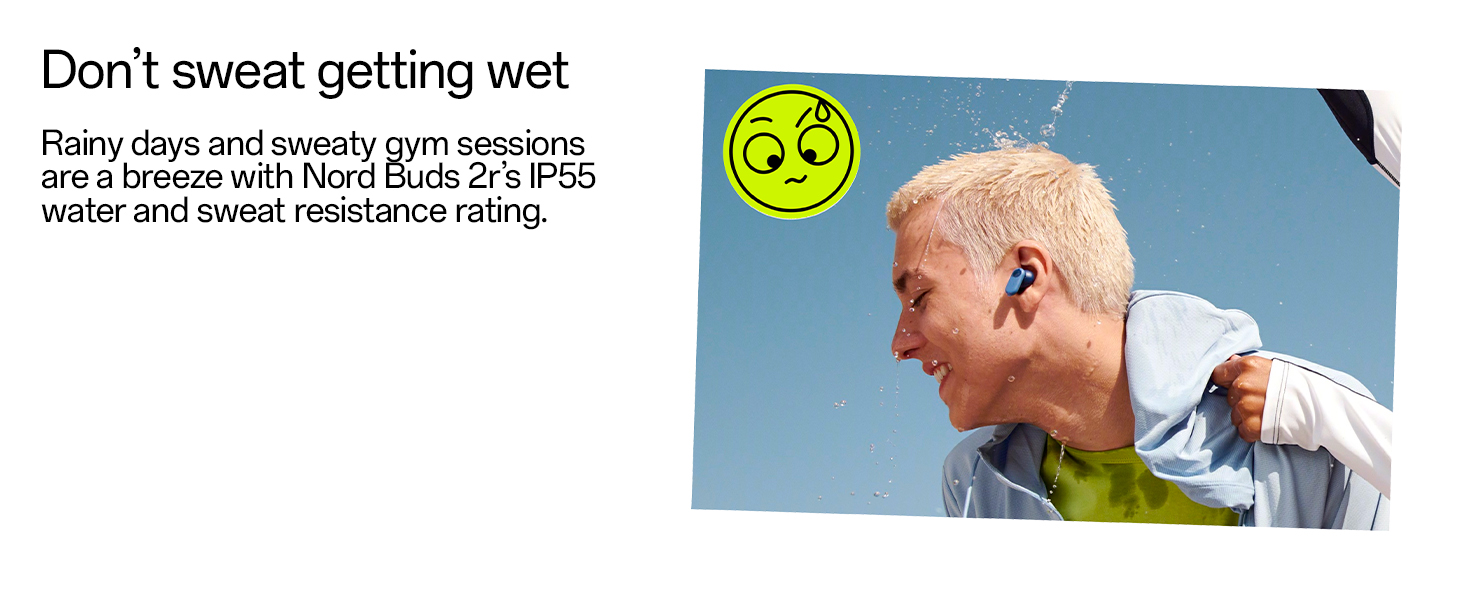 Don’t sweat getting wet
Rainy days and sweaty gym sessions
are a breeze with Nord Buds 2r’s IP55
water and sweat resistance rating.